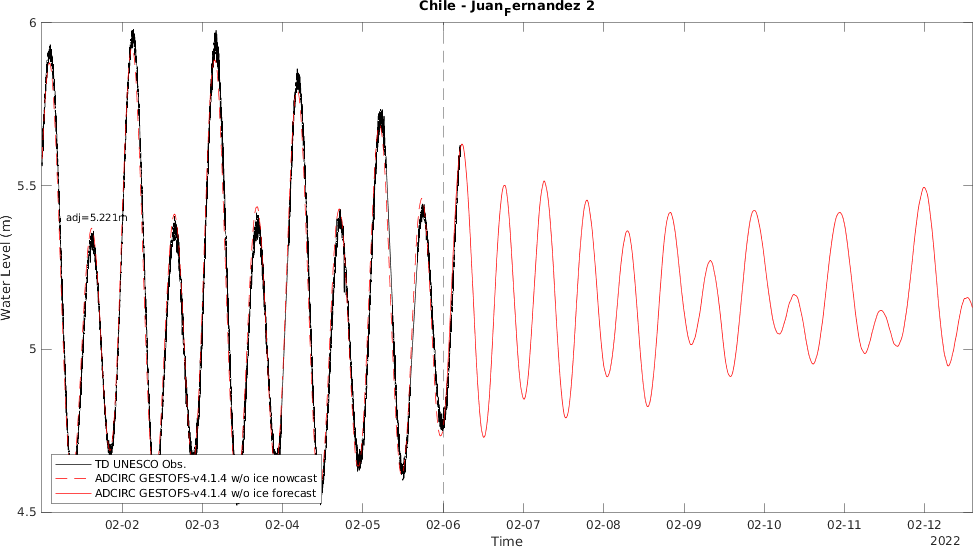 Chile - Juan_Fernandez 2
6
5.5
5
4.5
Water Level (m)
adj=5.221m
TD UNESCO Obs.
ADCIRC GESTOFS-v4.1.4 w/o ice nowcast
ADCIRC GESTOFS-v4.1.4 w/o ice forecast
02-02 02-03 02-04 02-05 02-06 02-07 02-08 02-09 02-10 02-11 02-12
Time
2022